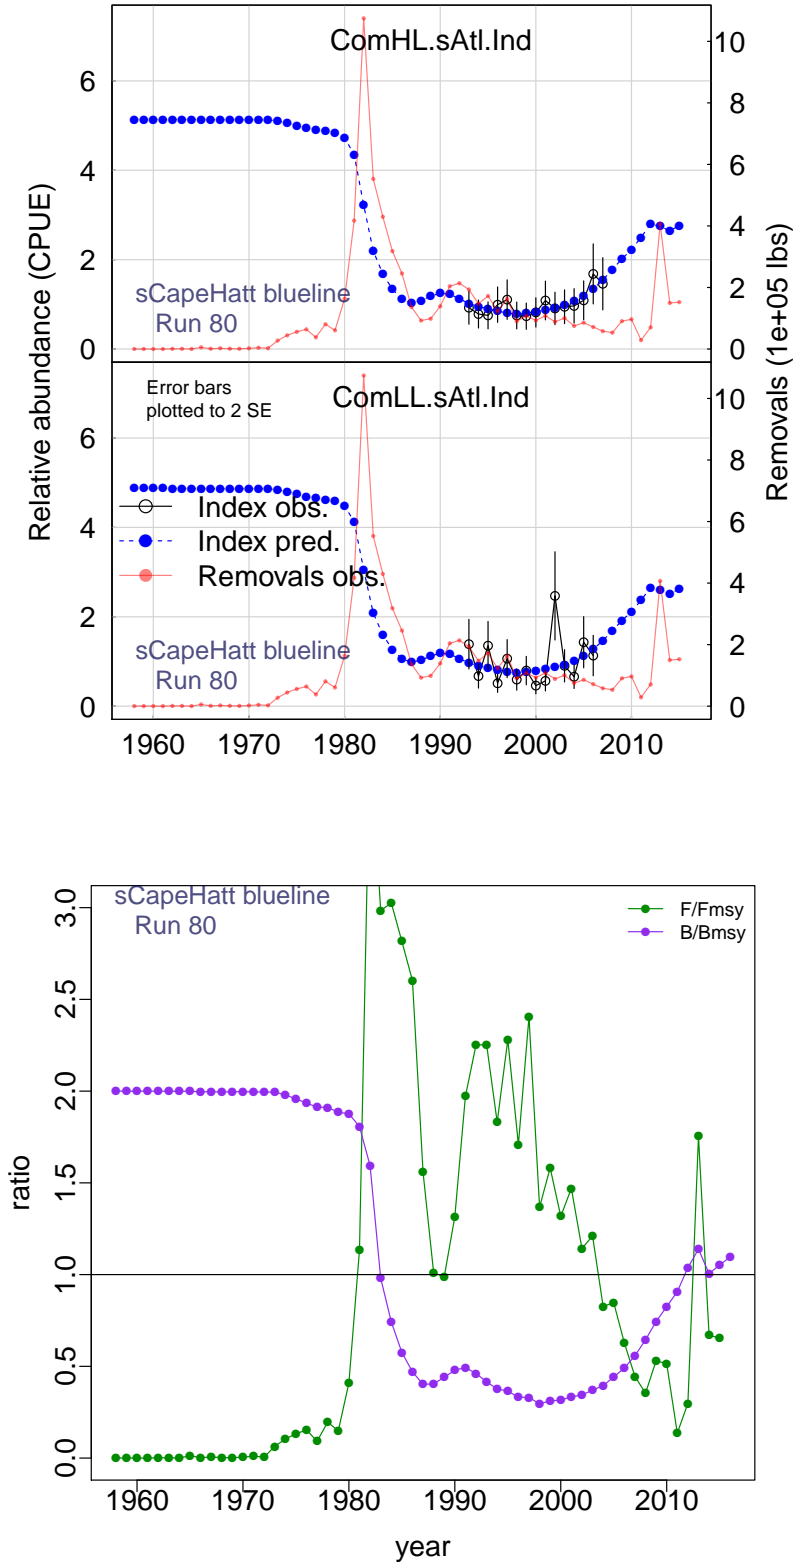 ComHL.sAtl.Ind
Relative abundance (CPUE)
Removals (1e+05 lbs)
0
2
4
6
0
2
4
6
8
10
sCapeHatt blueline
Run 80
Error bars
plotted to 2 SE
ComLL.sAtl.Ind
Index obs.
Index pred.
Removals obs.
sCapeHatt blueline
Run 80
0
2
4
6
0
2
4
6
8
10
1960 1970 1980 1990 2000 2010
sCapeHatt blueline
Run 80
F/Fmsy
B/Bmsy
ratio
0.0
0.5
1.0
1.5
2.0
2.5
3.0
1960 1970 1980 1990 2000 2010
year